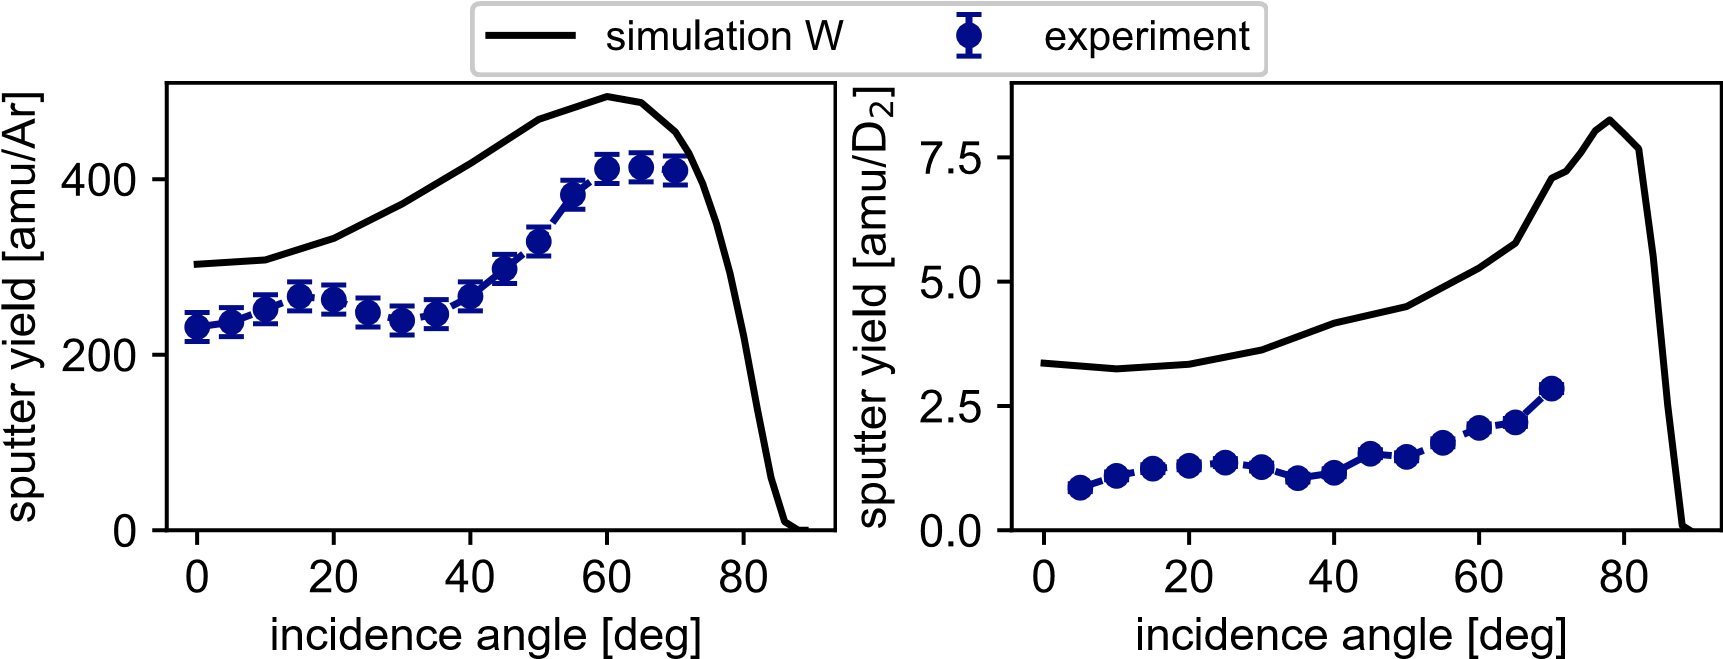 simulation W experiment
sputter yield [amu/Ar]
400
200
0
0 20 40 60 80
incidence angle [deg]
sputter yield [amu/D₂]
7.5
5.0
2.5
0.0
0 20 40 60 80
incidence angle [deg]